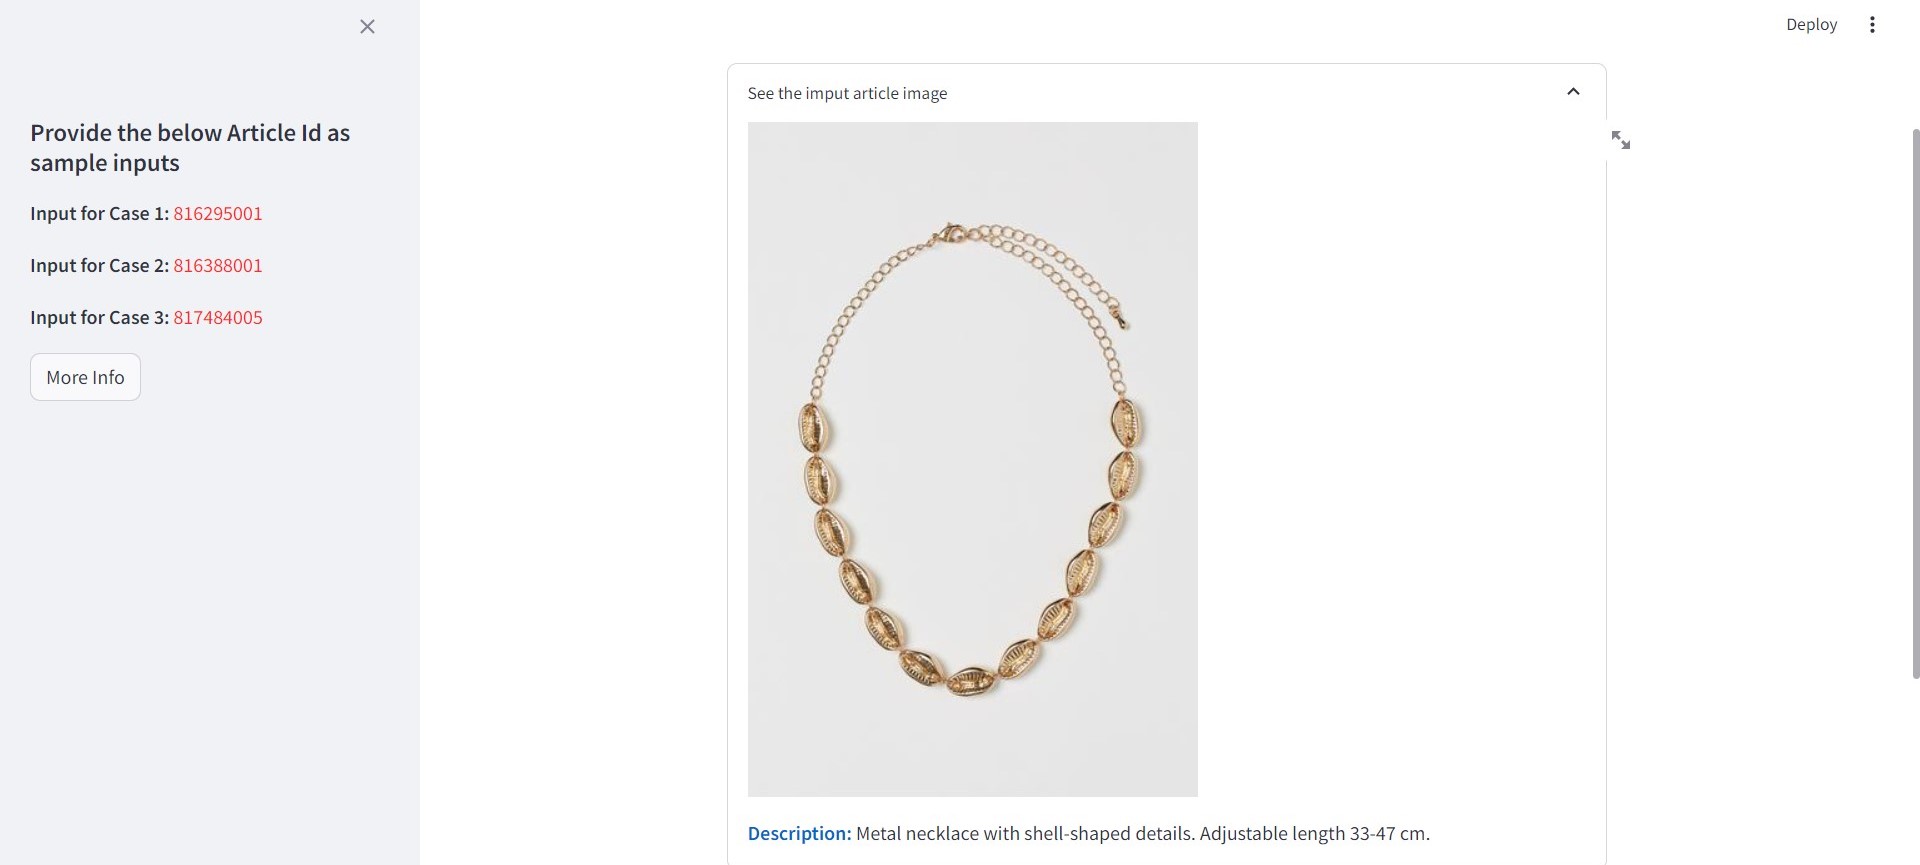 Deploy
Provide the below Article Id as
sample inputs
Input for Case 1: 816295001
Input for Case 2: 816388001
Input for Case 3: 817484005
More Info
See the imput article image
Description: Metal necklace with shell-shaped details. Adjustable length 33-47 cm.